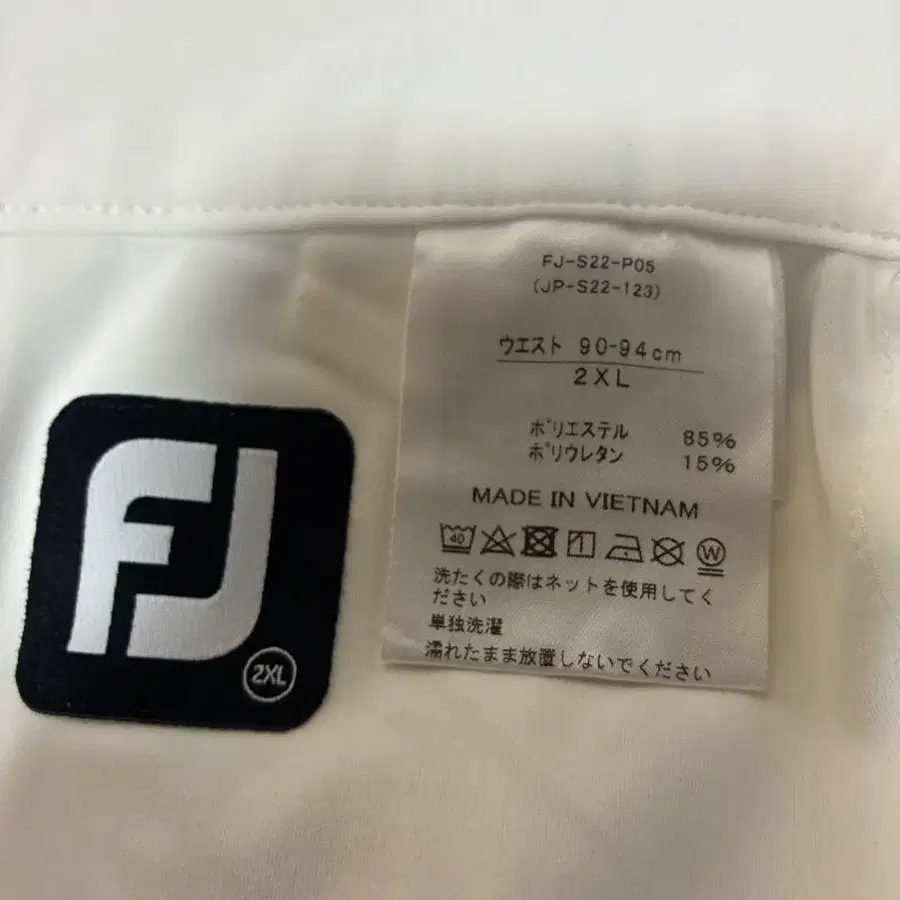 FJ
2XL
FJ-S22-P05
(JP-S22-123)
ウエスト 90-94cm
2XL
ポリエステル 85%
ポリウレタン 15%
MADE IN VIETNAM
40
W
洗たくの際はネットを使用してく
ださい
単独洗濯
濡れたまま放置しないでください